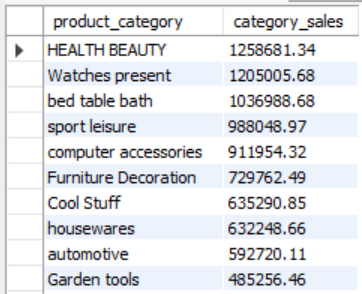 product_category category_sales
HEALTH BEAUTY 1258681.34
Watches present 1205005.68
bed table bath 1036988.68
sport leisure 988048.97
computer accessories 911954.32
Furniture Decoration 729762.49
Cool Stuff 635290.85
housewares 632248.66
automotive 592720.11
Garden tools 485256.46